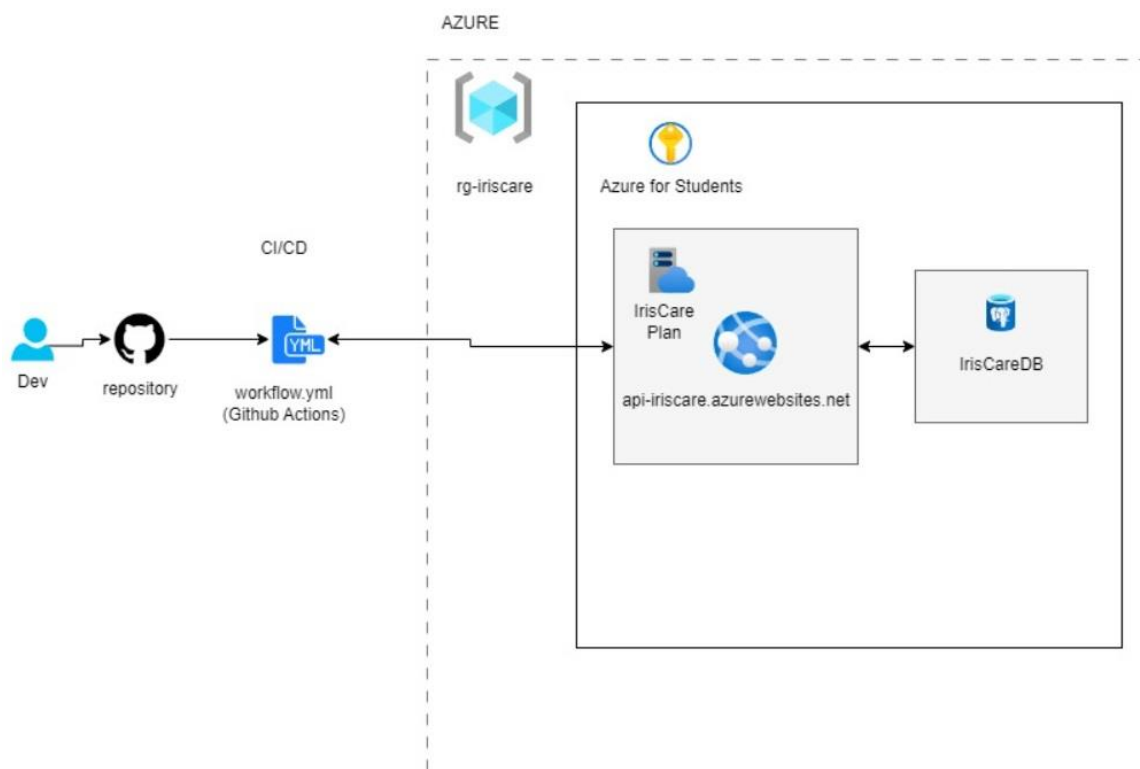 AZURE
rg-iriscare
Azure for Students
CI/CD
IrisCare
Plan
api-iriscare.azurewebsites.net
IrisCareDB
Dev
repository
YML
workflow.yml
(Github Actions)